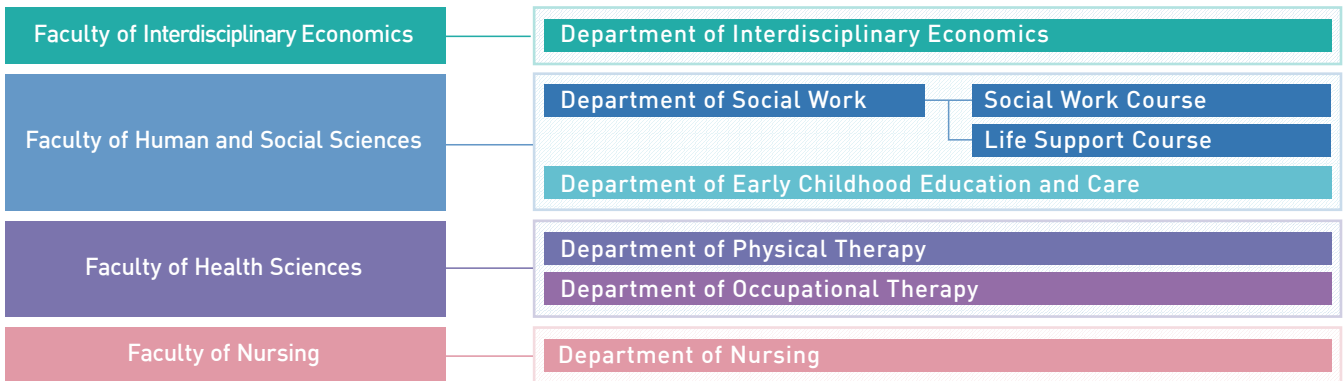 Faculty of Interdisciplinary Economics
Department of Interdisciplinary Economics
Faculty of Human and Social Sciences
Department of Social Work
Social Work Course
Life Support Course
Department of Early Childhood Education and Care
Faculty of Health Sciences
Department of Physical Therapy
Department of Occupational Therapy
Faculty of Nursing
Department of Nursing